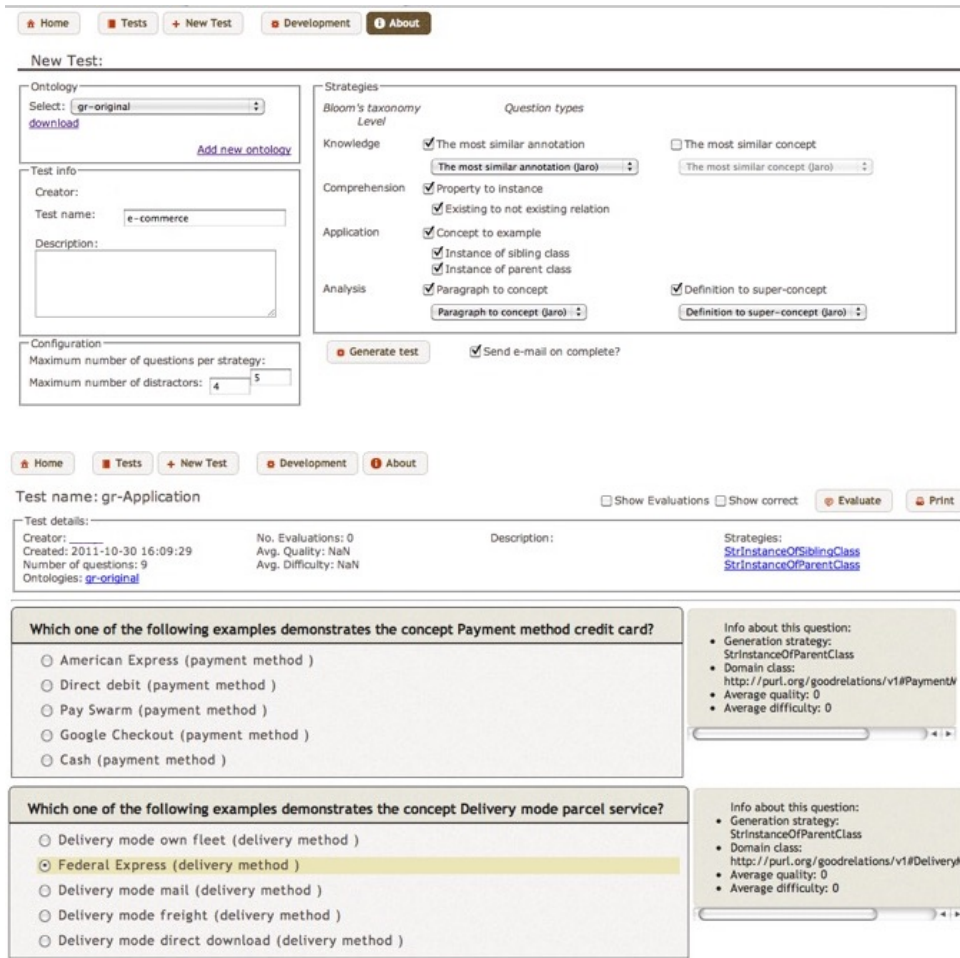 Home Tests + New Test Development About
New Test:
Ontology
Select: gr-original
download
Add new ontology
Test info
Creator:
Test name: e-commerce
Description:
Configuration
Maximum number of questions per strategy: 5
Maximum number of distractors: 4
Strategies
Bloom's taxonomy Level Question types
Knowledge The most similar annotation The most similar concept
The most similar annotation (Jaro) The most similar concept (Jaro)
Comprehension Property to instance
Existing to not existing relation
Application Concept to example
Instance of sibling class
Instance of parent class
Analysis Paragraph to concept Definition to super-concept
Paragraph to concept (Jaro) Definition to super-concept (Jaro)
Generate test Send e-mail on complete?
Home Tests + New Test Development About
Test name: gr-Application
Show Evaluations Show correct Evaluate Print
Test details:
Creator:
Created: 2011-10-30 16:09:29
Number of questions: 9
Ontologies: gr-original
No. Evaluations: 0
Avg. Quality: NaN
Avg. Difficulty: NaN
Description:
Strategies:
StrInstanceOfSiblingClass
StrInstanceOfParentClass
Which one of the following examples demonstrates the concept Payment method credit card?
American Express (payment method )
Direct debit (payment method )
Pay Swarm (payment method )
Google Checkout (payment method )
Cash (payment method )
Info about this question:
• Generation strategy:
StrInstanceOfParentClass
• Domain class:
http://purl.org/goodrelations/v1#PaymentM
• Average quality: 0
• Average difficulty: 0
Which one of the following examples demonstrates the concept Delivery mode parcel service?
Delivery mode own fleet (delivery method )
Federal Express (delivery method )
Delivery mode mail (delivery method )
Delivery mode freight (delivery method )
Delivery mode direct download (delivery method )
Info about this question:
• Generation strategy:
StrInstanceOfParentClass
• Domain class:
http://purl.org/goodrelations/v1#DeliveryM
• Average quality: 0
• Average difficulty: 0